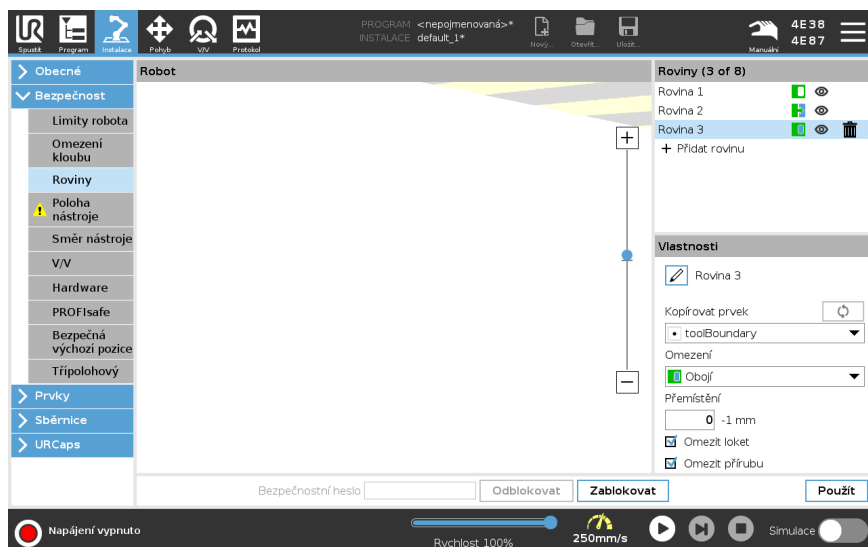 PROGRAM <nepojmenovaná>*
INSTALACE default_1*
Spustit
Program
Instalace
Pohyb
V/V
Protokol
Nový...
Otevřít...
Uložit...
Manuální
4E38
4E87
Obecné
Bezpečnost
Limity robota
Omezení
kloubu
Roviny
Poloha
nástroje
Směr nástroje
V/V
Hardware
PROFIsafe
Bezpečná
výchozí pozice
Třípolohový
Prvky
Sběrnice
URCaps
Robot
Roviny (3 of 8)
Rovina 1
Rovina 2
Rovina 3
Přidat rovinu
Vlastnosti
Rovina 3
Kopírovat prvek
toolBoundary
Omezení
Obojí
Přemístění
0 -1 mm
Omezit loket
Omezit přírubu
Bezpečnostní heslo
Odblokovat
Zablokovat
Použít
Napájení vypnuto
Rychlost 100%
250mm/s
Simulace